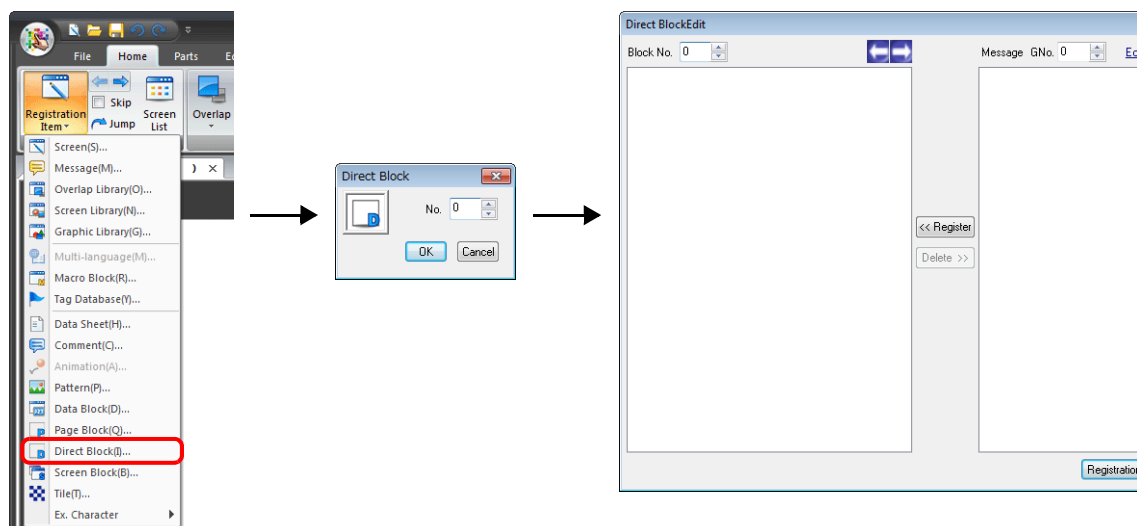 File Home Parts Ec
Registration
Item
Skip
Jump
Screen
List
Overlap
Screen(S)...
Message(M)...
Overlap Library(O)...
Screen Library(N)...
Graphic Library(G)...
Multi-language(M)...
Macro Block(R)...
Tag Database(Y)...
Data Sheet(H)...
Comment(C)...
Animation(A)...
Pattern(P)...
Data Block(D)...
Page Block(Q)...
Direct Block(I)...
Screen Block(B)...
Tile(T)...
Ex. Character
) ×
Direct Block
No. 0
OK Cancel
Direct BlockEdit
Block No. 0
Message GNo. 0 Ec
<< Register
Delete >>
Registration